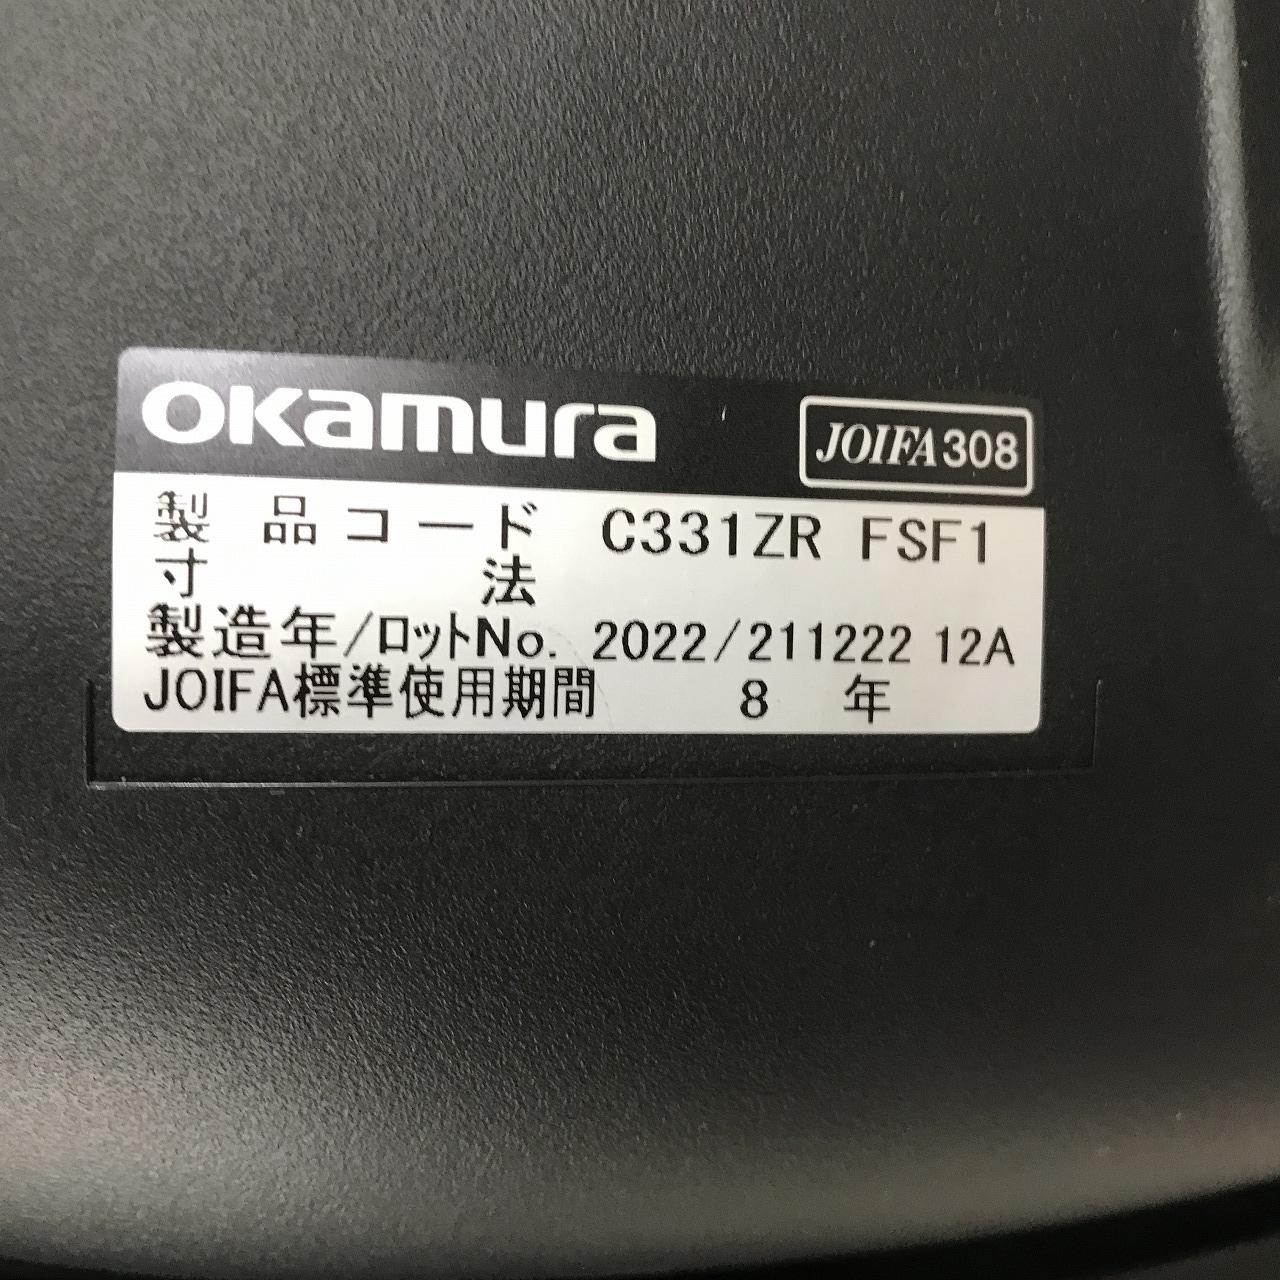 okamura
JOIFA308
製品コード C331ZR FSF1
寸法
製造年/ロットNo. 2022/211222 12A
JOIFA標準使用期間 8年